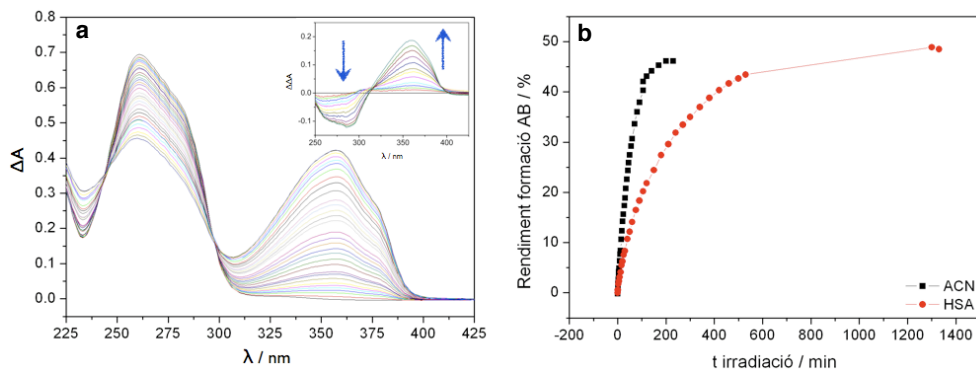 a
0.8
0.7
0.6
0.5
0.4
0.3
0.2
0.1
0.0
ΔA
225 250 275 300 325 350 375 400 425
λ / nm
0.2
0.1
0.0
-0.1
ΔΔA
250 300 350 400
λ / nm
b
50
40
30
20
10
0
Rendiment formació AB / %
-200 0 200 400 600 800 1000 1200 1400
t irradiació / min
ACN
HSA